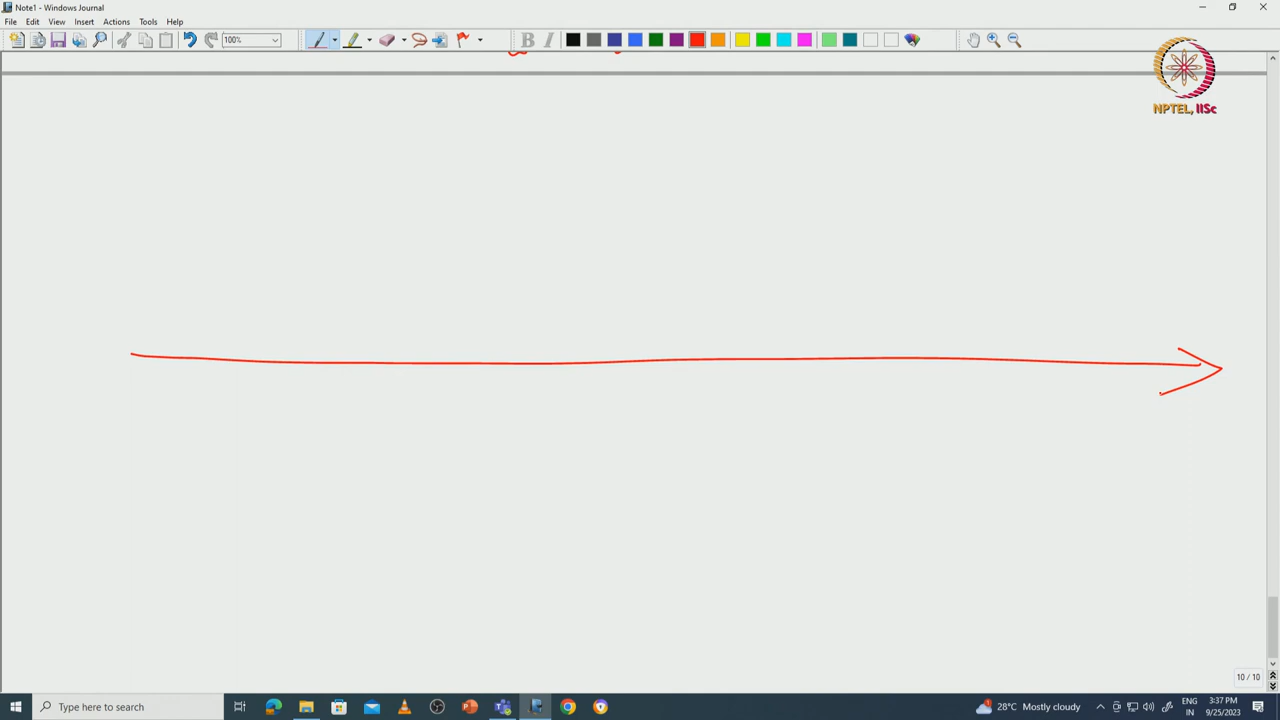 Note1 - Windows Journal
File Edit View Insert Actions Tools Help
100%
B I
NPTEL, IISc
10 / 10
Type here to search
28°C Mostly cloudy
ENG
IN
3:37 PM
9/25/2023